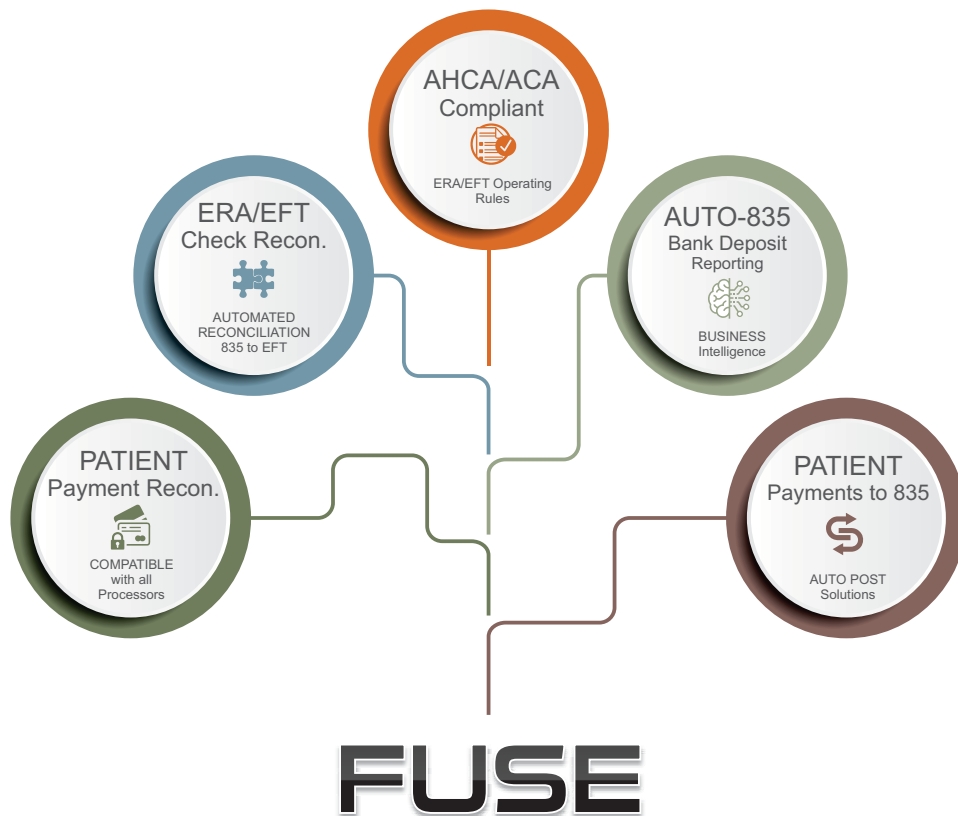 AHCA/ACA
Compliant
ERA/EFT Operating
Rules
ERA/EFT
Check Recon.
AUTOMATED
RECONCILIATION
835 to EFT
AUTO-835
Bank Deposit
Reporting
BUSINESS
Intelligence
PATIENT
Payment Recon.
COMPATIBLE
with all
Processors
PATIENT
Payments to 835
AUTO POST
Solutions
FUSE